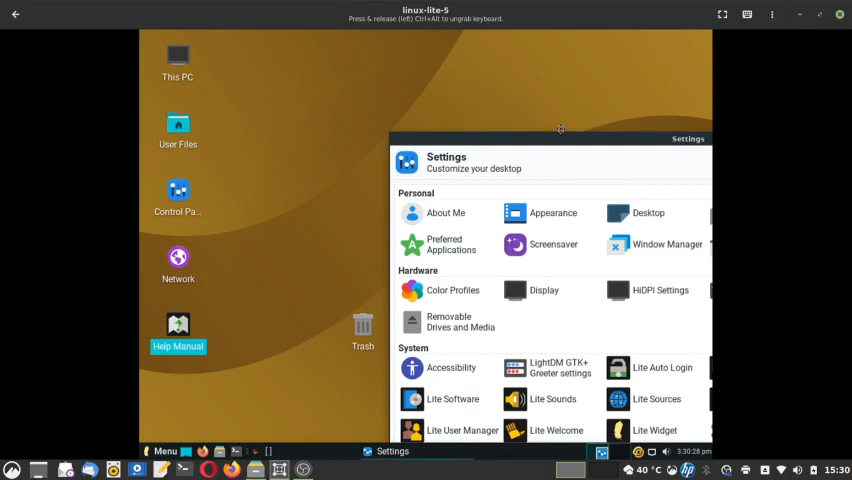 linux-lite-5
Press & release (left) Ctrl+Alt to ungrab keyboard.
This PC
User Files
Control Pa...
Network
Help Manual
Trash
Settings
Settings
Customize your desktop
Personal
About Me
Appearance
Desktop
Preferred
Applications
Screensaver
Window Manager
Hardware
Color Profiles
Display
HiDPI Settings
Removable
Drives and Media
System
Accessibility
LightDM GTK+
Greeter settings
Lite Auto Login
Lite Software
Lite Sounds
Lite Sources
Lite User Manager
Lite Welcome
Lite Widget
Menu
Settings
3:30:28 pm
40 °C
15:30